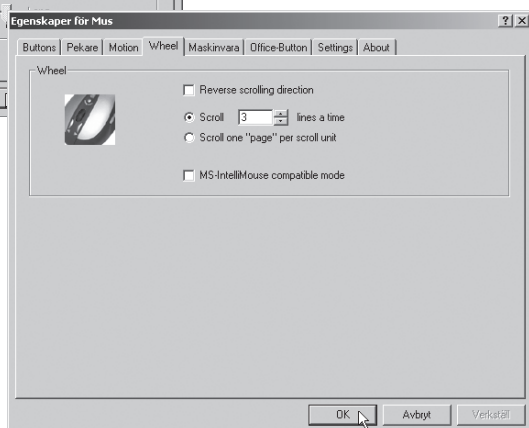 Egenskaper för Mus
Buttons Pekare Motion Wheel Maskinvara Office-Button Settings About
Wheel
Reverse scrolling direction
Scroll 3 lines a time
Scroll one "page" per scroll unit
MS-IntelliMouse compatible mode
OK Avbryt Verkställ